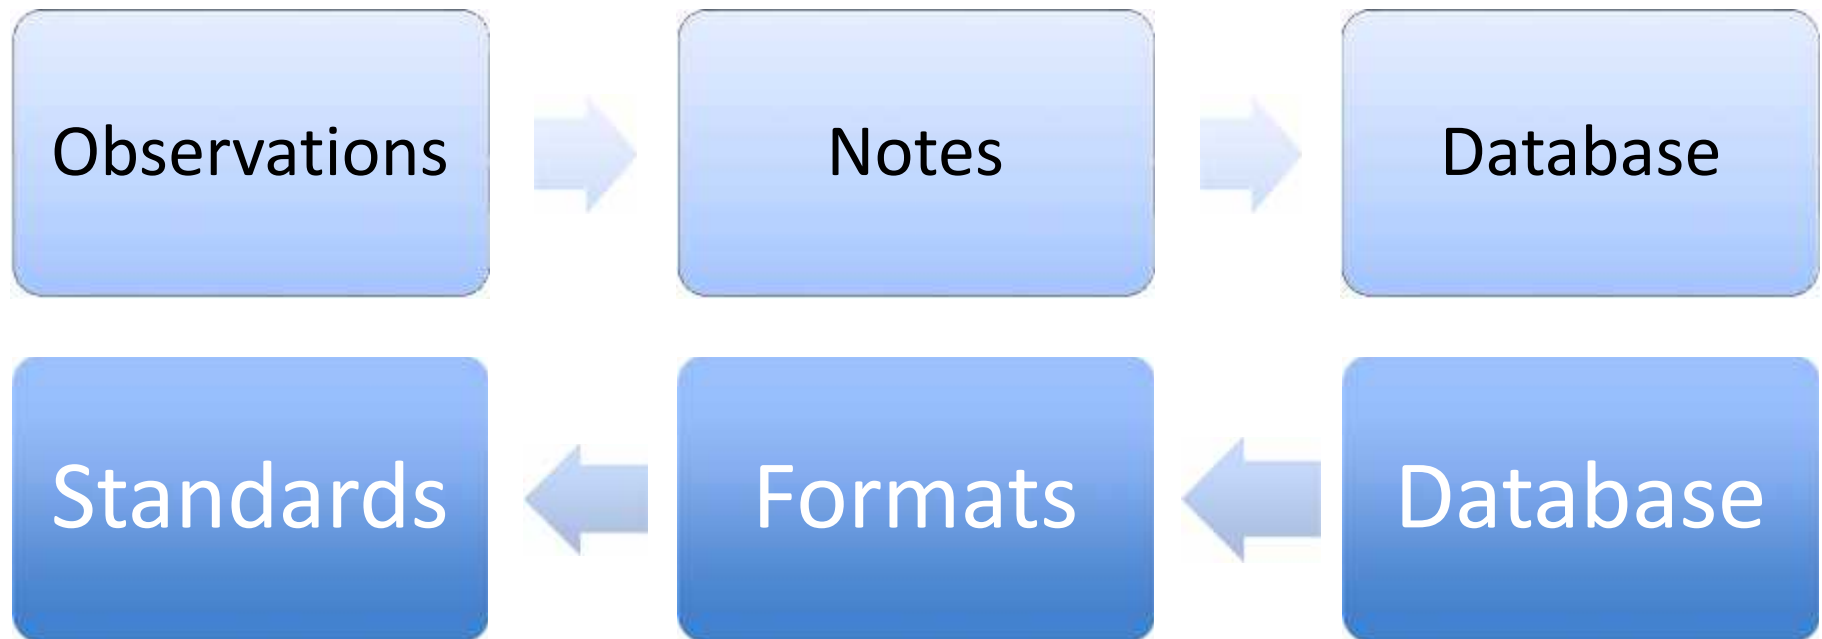 Observations
Notes
Database
Standards
Formats
Database